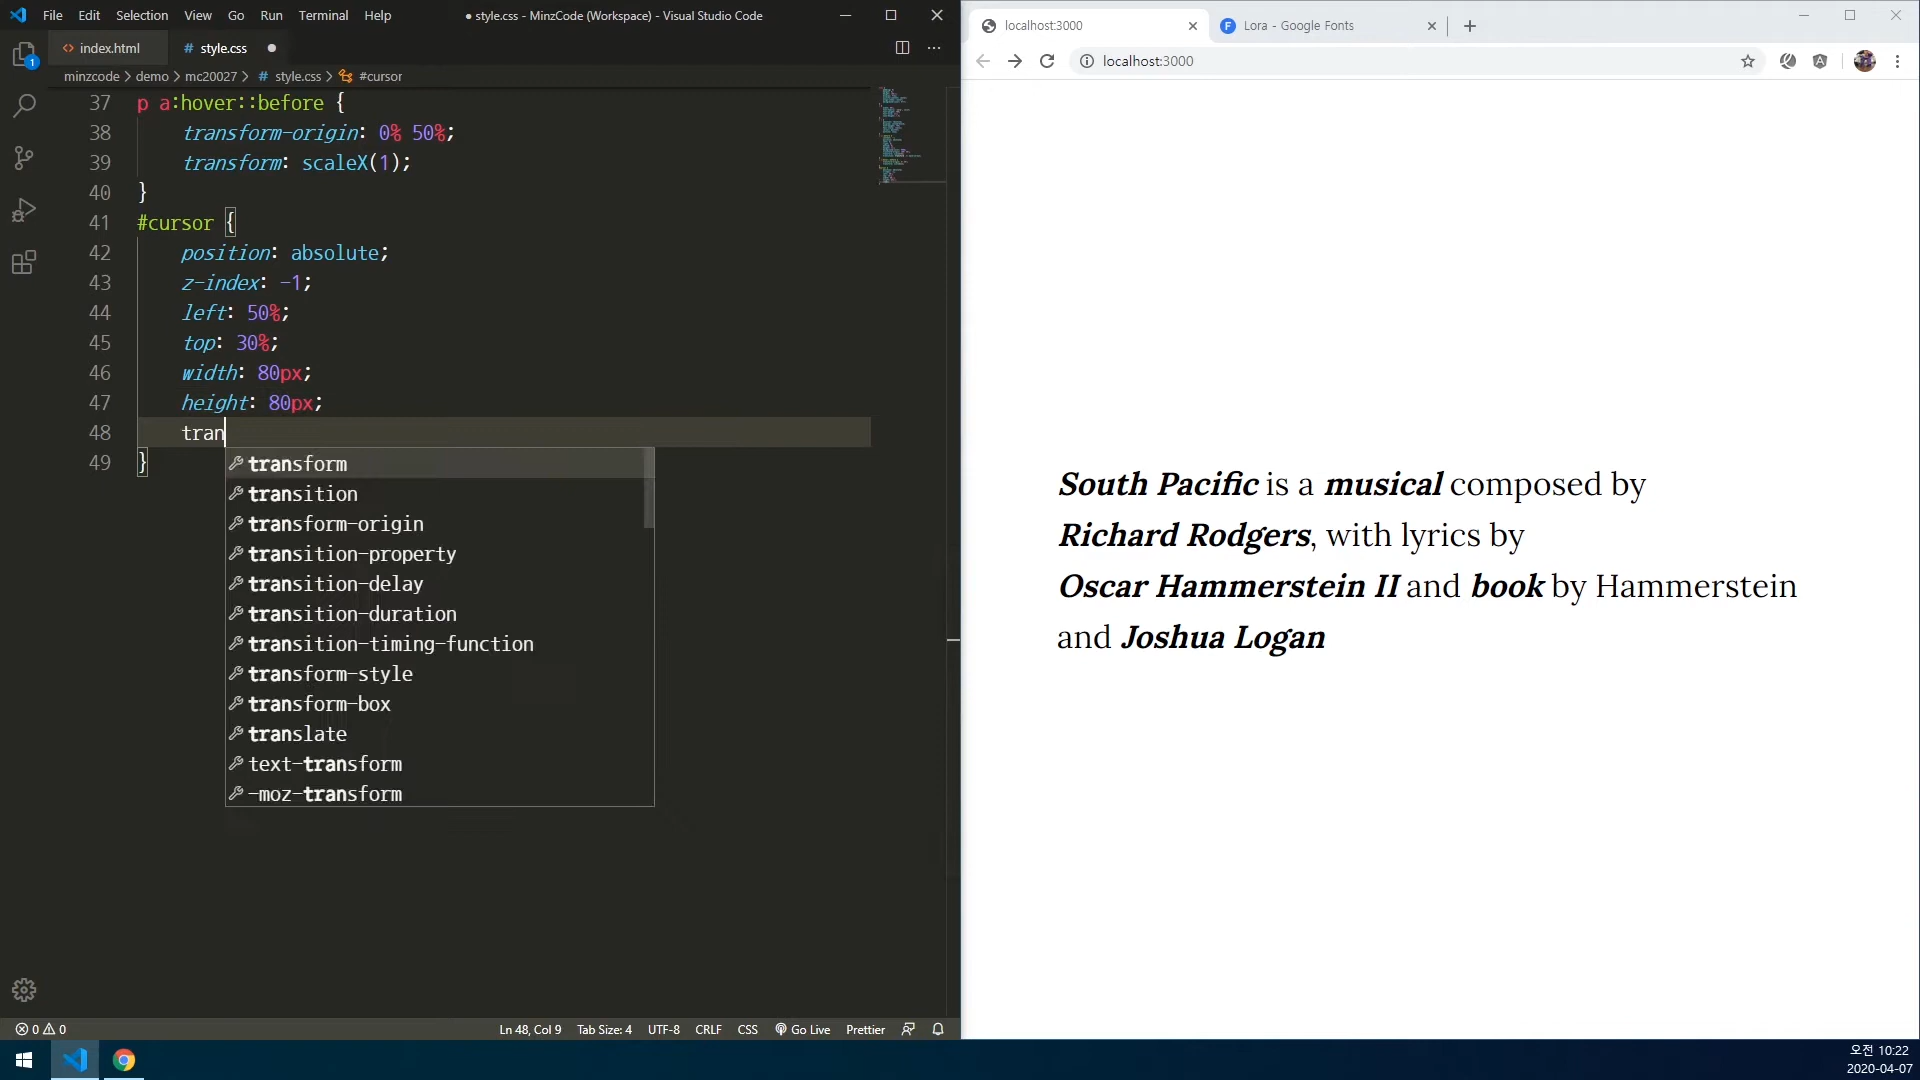 File Edit Selection View Go Run Terminal Help
● style.css - MinzCode (Workspace) - Visual Studio Code
index.html
# style.css ●
minzcode > demo > mc20027 > # style.css > #cursor
37 p a:hover::before {
38 transform-origin: 0% 50%;
39 transform: scaleX(1);
40 }
41 #cursor {
42 position: absolute;
43 z-index: -1;
44 left: 50%;
45 top: 30%;
46 width: 80px;
47 height: 80px;
48 tran
49 }
transform
transition
transform-origin
transition-property
transition-delay
transition-duration
transition-timing-function
transform-style
transform-box
translate
text-transform
-moz-transform
1
0 0
Ln 48, Col 9 Tab Size: 4 UTF-8 CRLF CSS Go Live Prettier
localhost:3000
Lora - Google Fonts
localhost:3000
South Pacific is a musical composed by
Richard Rodgers, with lyrics by
Oscar Hammerstein II and book by Hammerstein
and Joshua Logan
오전 10:22
2020-04-07